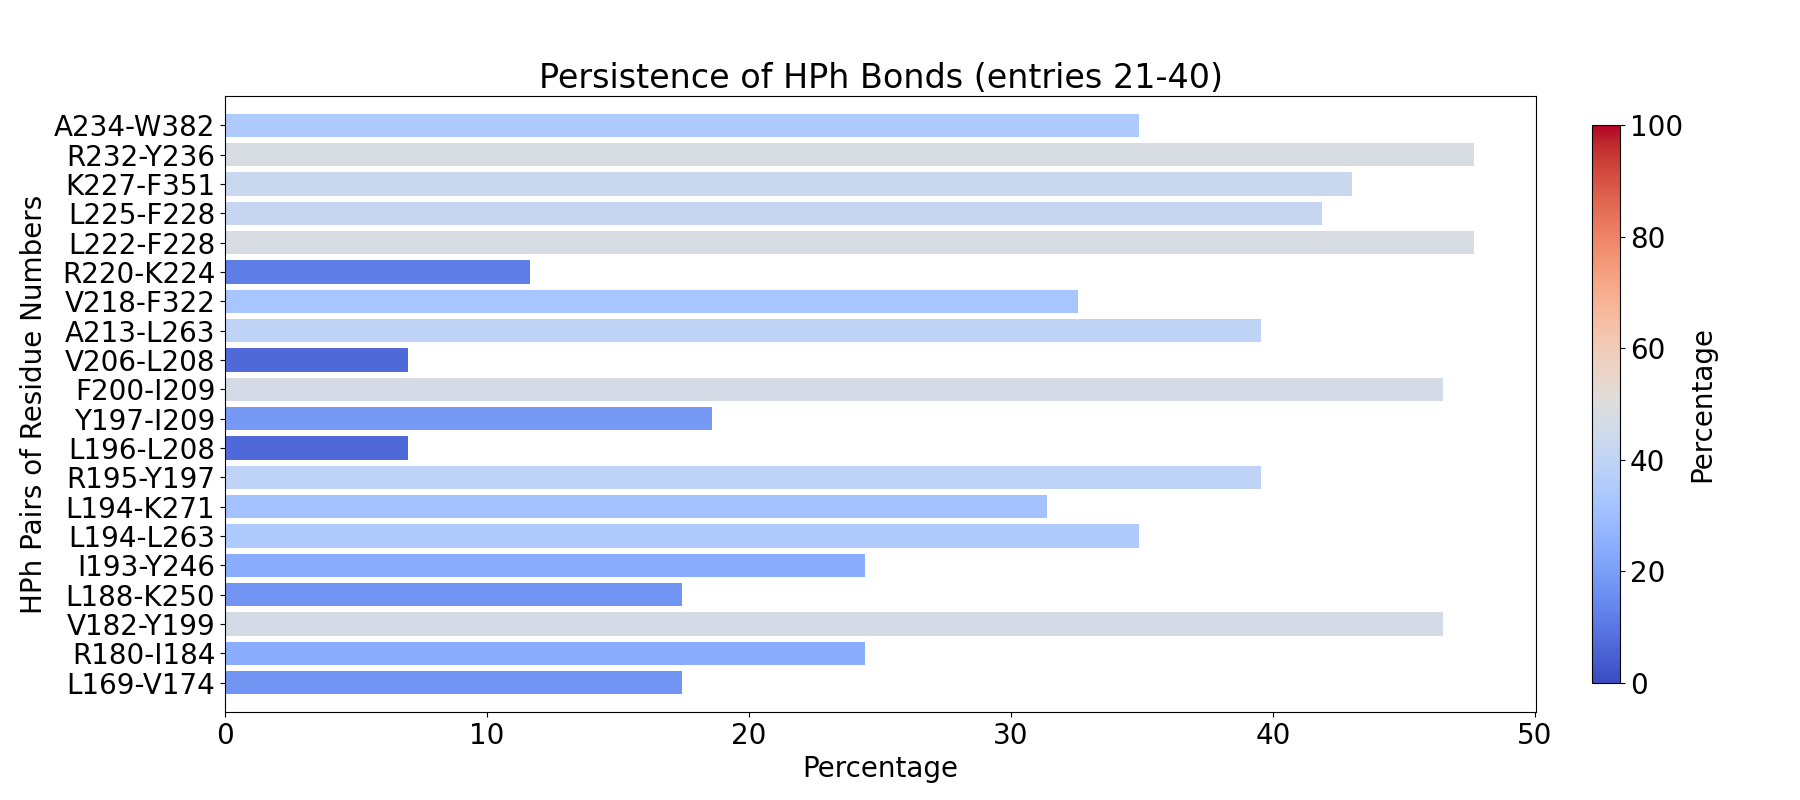 Persistence of HPh Bonds (entries 21-40)
HPh Pairs of Residue Numbers
A234-W382
R232-Y236
K227-F351
L225-F228
L222-F228
R220-K224
V218-F322
A213-L263
V206-L208
F200-I209
Y197-I209
L196-L208
R195-Y197
L194-K271
L194-L263
I193-Y246
L188-K250
V182-Y199
R180-I184
L169-V174
0 10 20 30 40 50
Percentage
100
80
60
40
20
0
Percentage